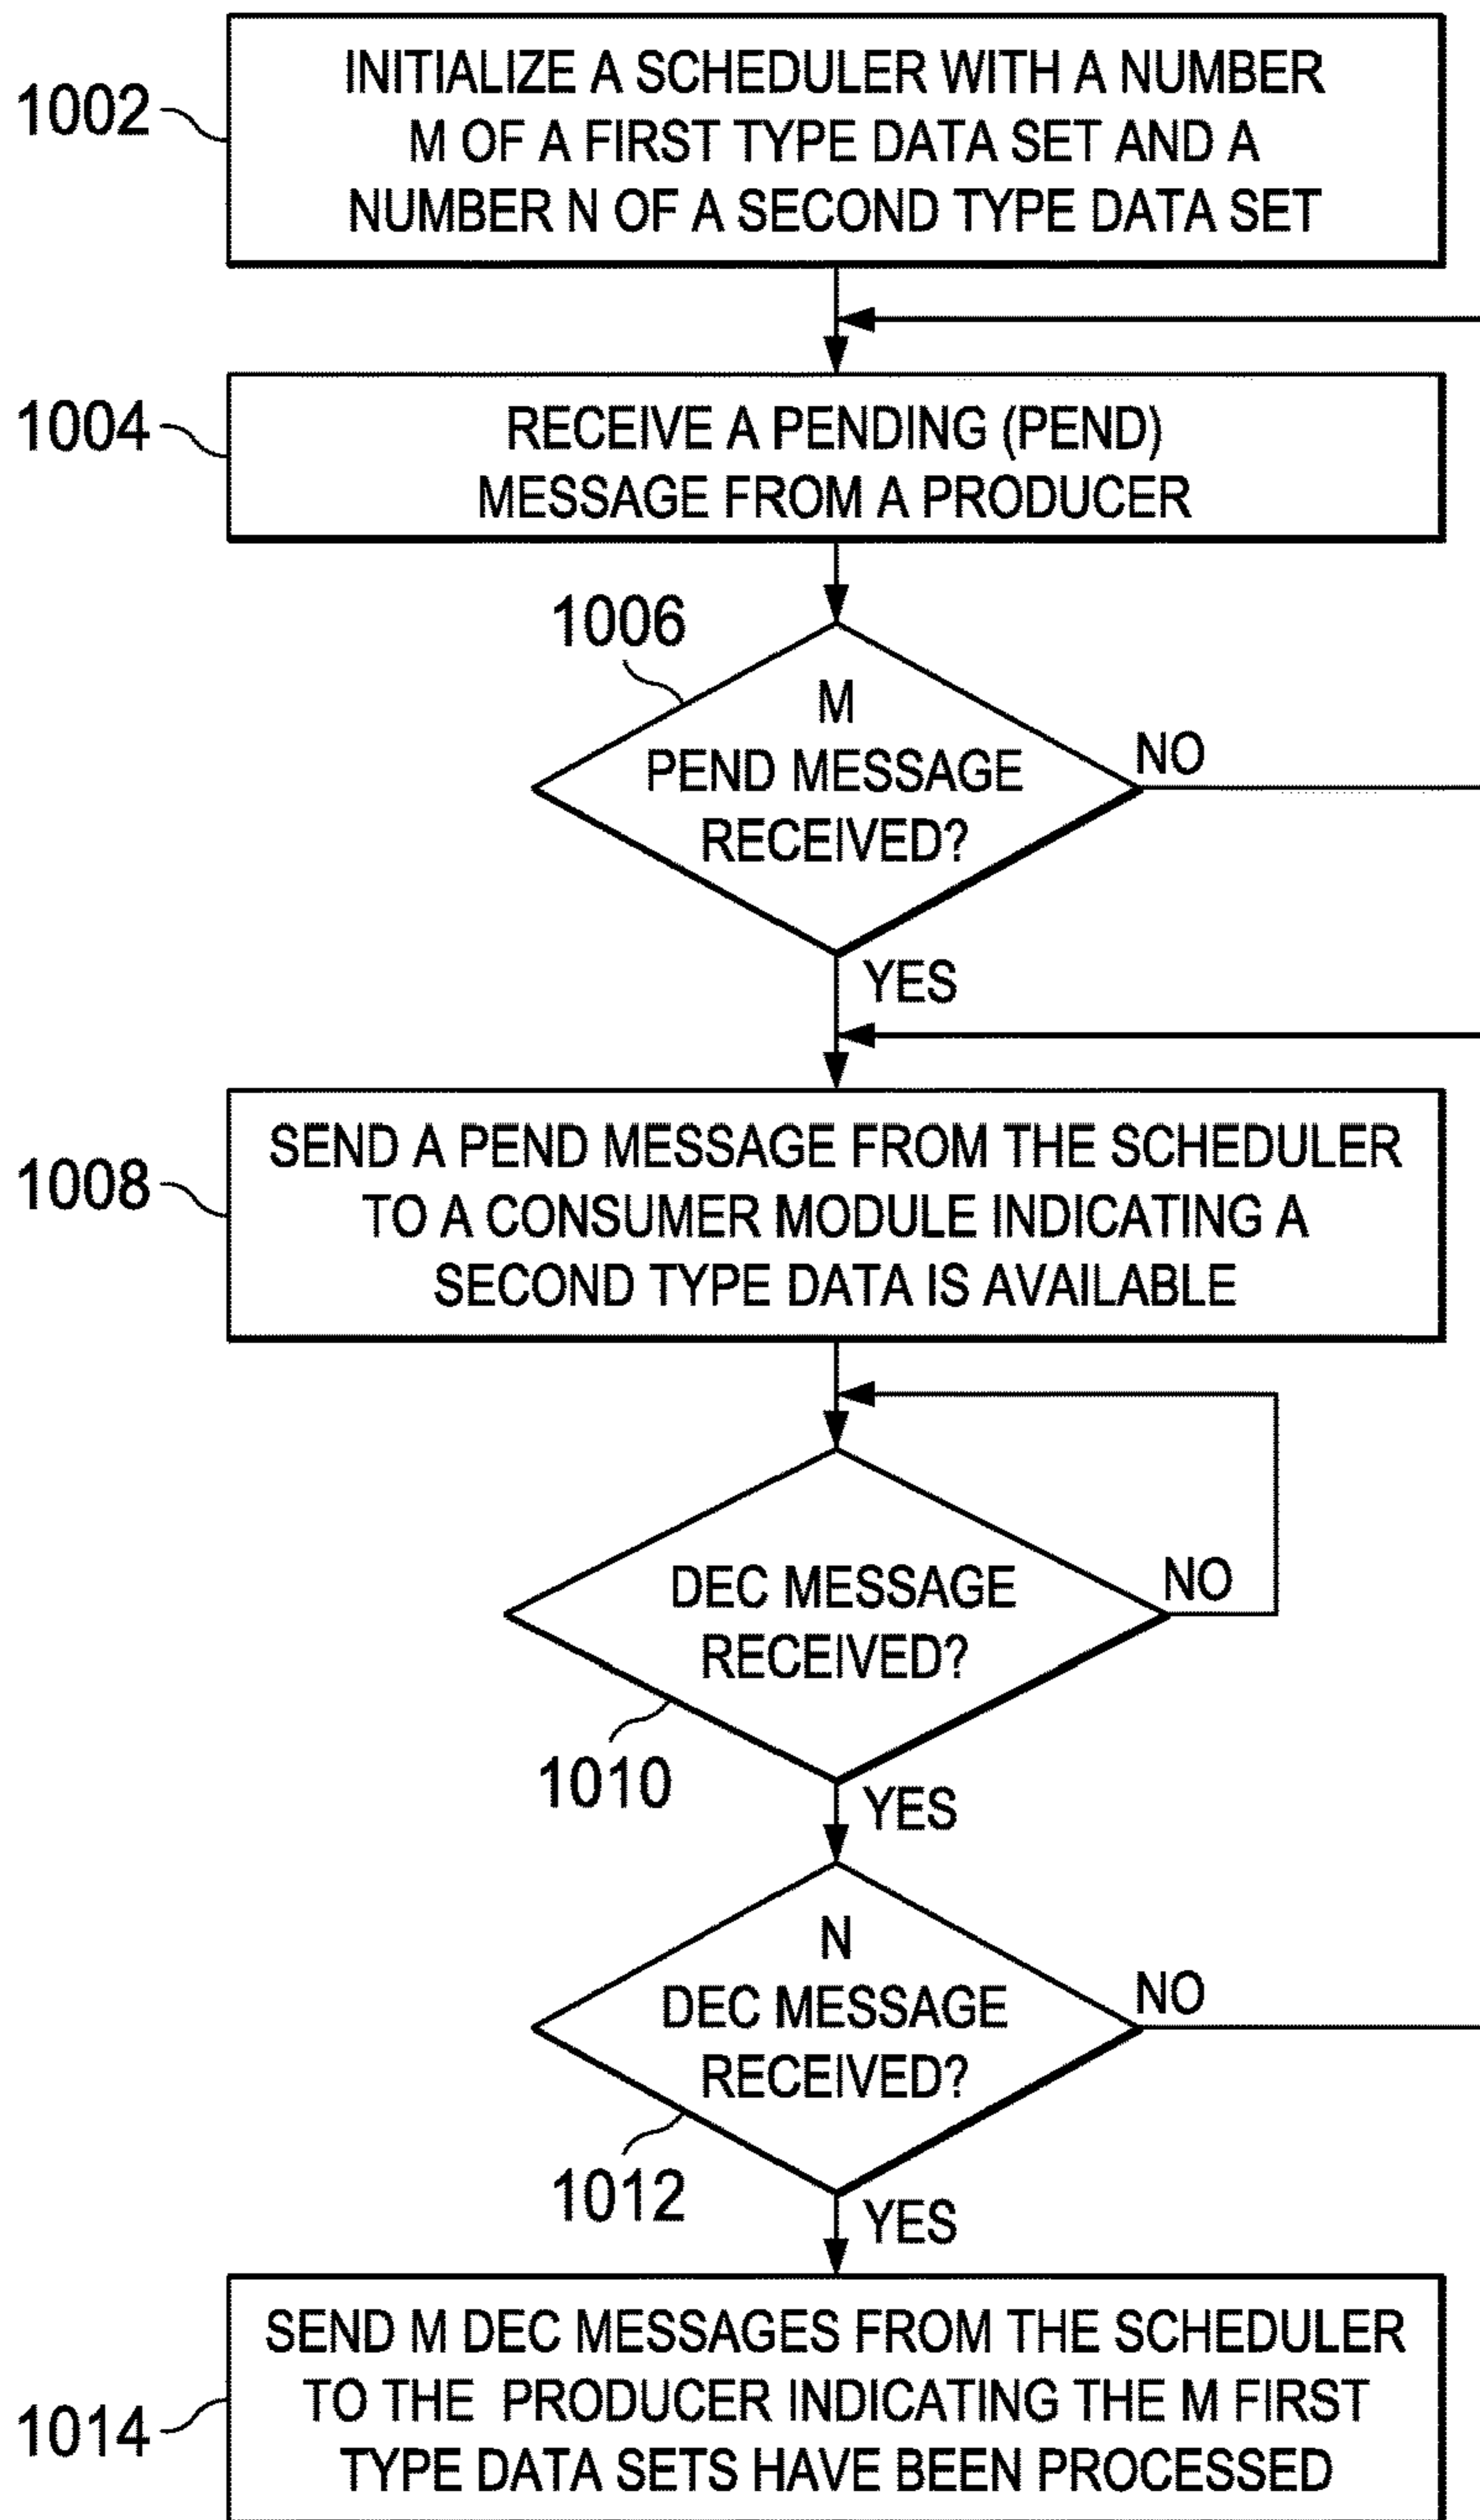 1002
INITIALIZE A SCHEDULER WITH A NUMBER
M OF A FIRST TYPE DATA SET AND A
NUMBER N OF A SECOND TYPE DATA SET
1004
RECEIVE A PENDING (PEND)
MESSAGE FROM A PRODUCER
1006
M
PEND MESSAGE
RECEIVED?
NO
YES
1008
SEND A PEND MESSAGE FROM THE SCHEDULER
TO A CONSUMER MODULE INDICATING A
SECOND TYPE DATA IS AVAILABLE
DEC MESSAGE
RECEIVED?
NO
1010
YES
N
DEC MESSAGE
RECEIVED?
NO
1012
YES
1014
SEND M DEC MESSAGES FROM THE SCHEDULER
TO THE PRODUCER INDICATING THE M FIRST
TYPE DATA SETS HAVE BEEN PROCESSED